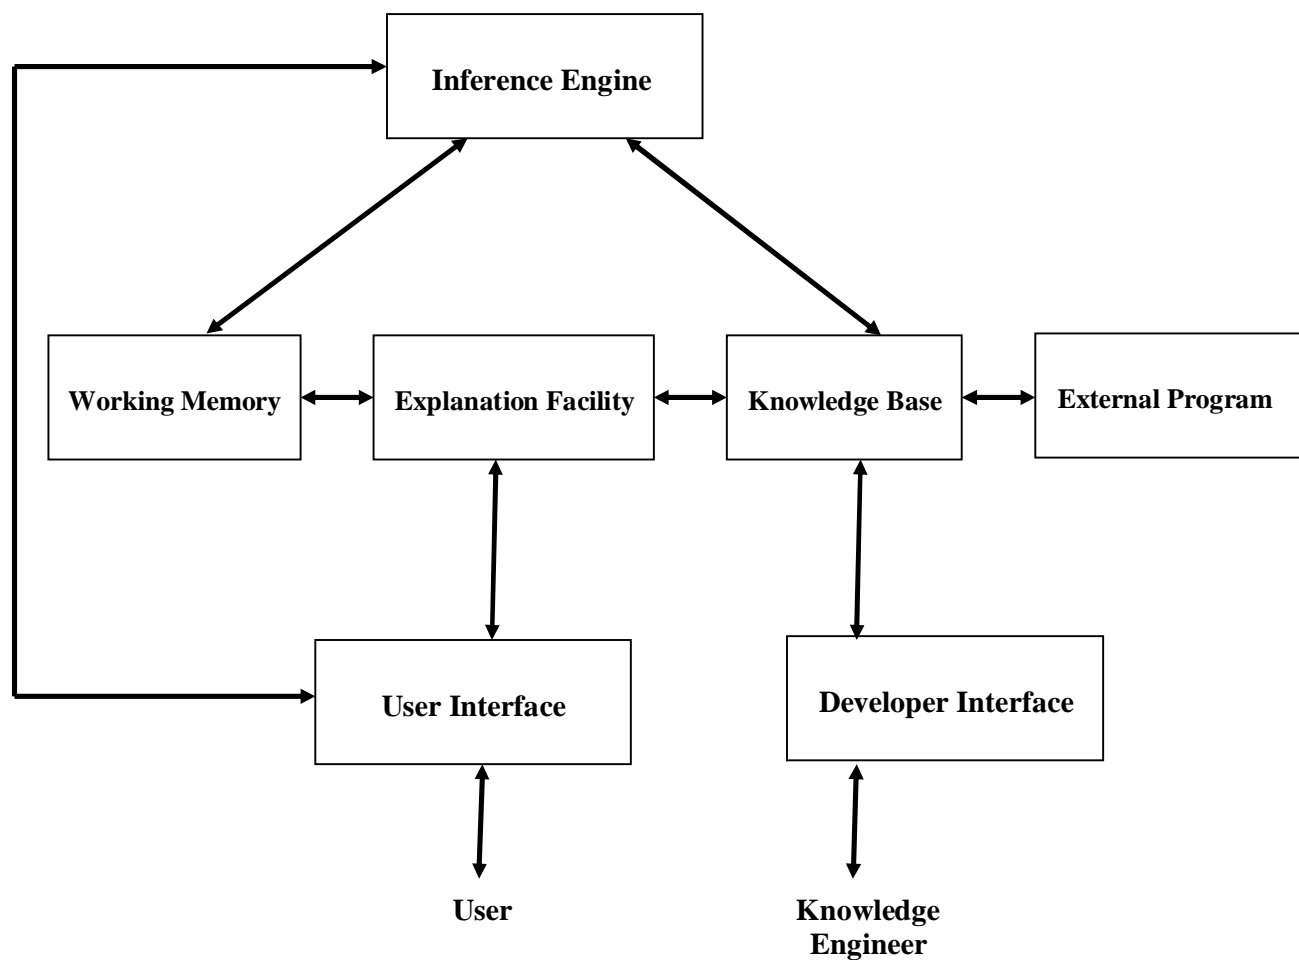 Inference Engine
Working Memory
Explanation Facility
Knowledge Base
External Program
User Interface
Developer Interface
User
Knowledge
Engineer